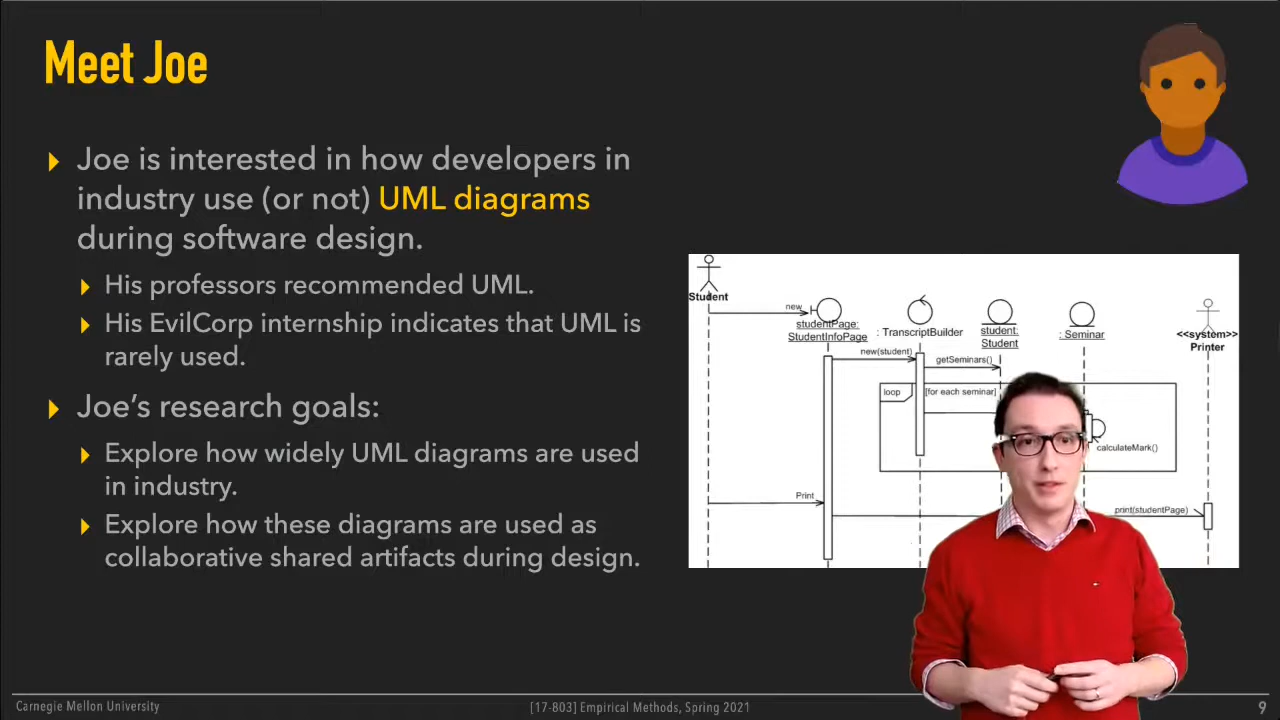 Meet Joe
Joe is interested in how developers in
industry use (or not) UML diagrams
during software design.
His professors recommended UML.
His EvilCorp internship indicates that UML is
rarely used.
Joe's research goals:
Explore how widely UML diagrams are used
in industry.
Explore how these diagrams are used as
collaborative shared artifacts during design.
Student
new
studentPage:
StudentInfoPage
: TranscriptBuilder
student:
Student
: Seminar
<<system>>
Printer
new(student)
getSeminars()
loop
[for each seminar]
calculateMark()
Print
print(studentPage)
Carnegie Mellon University
[17-803] Empirical Methods, Spring 2021
9